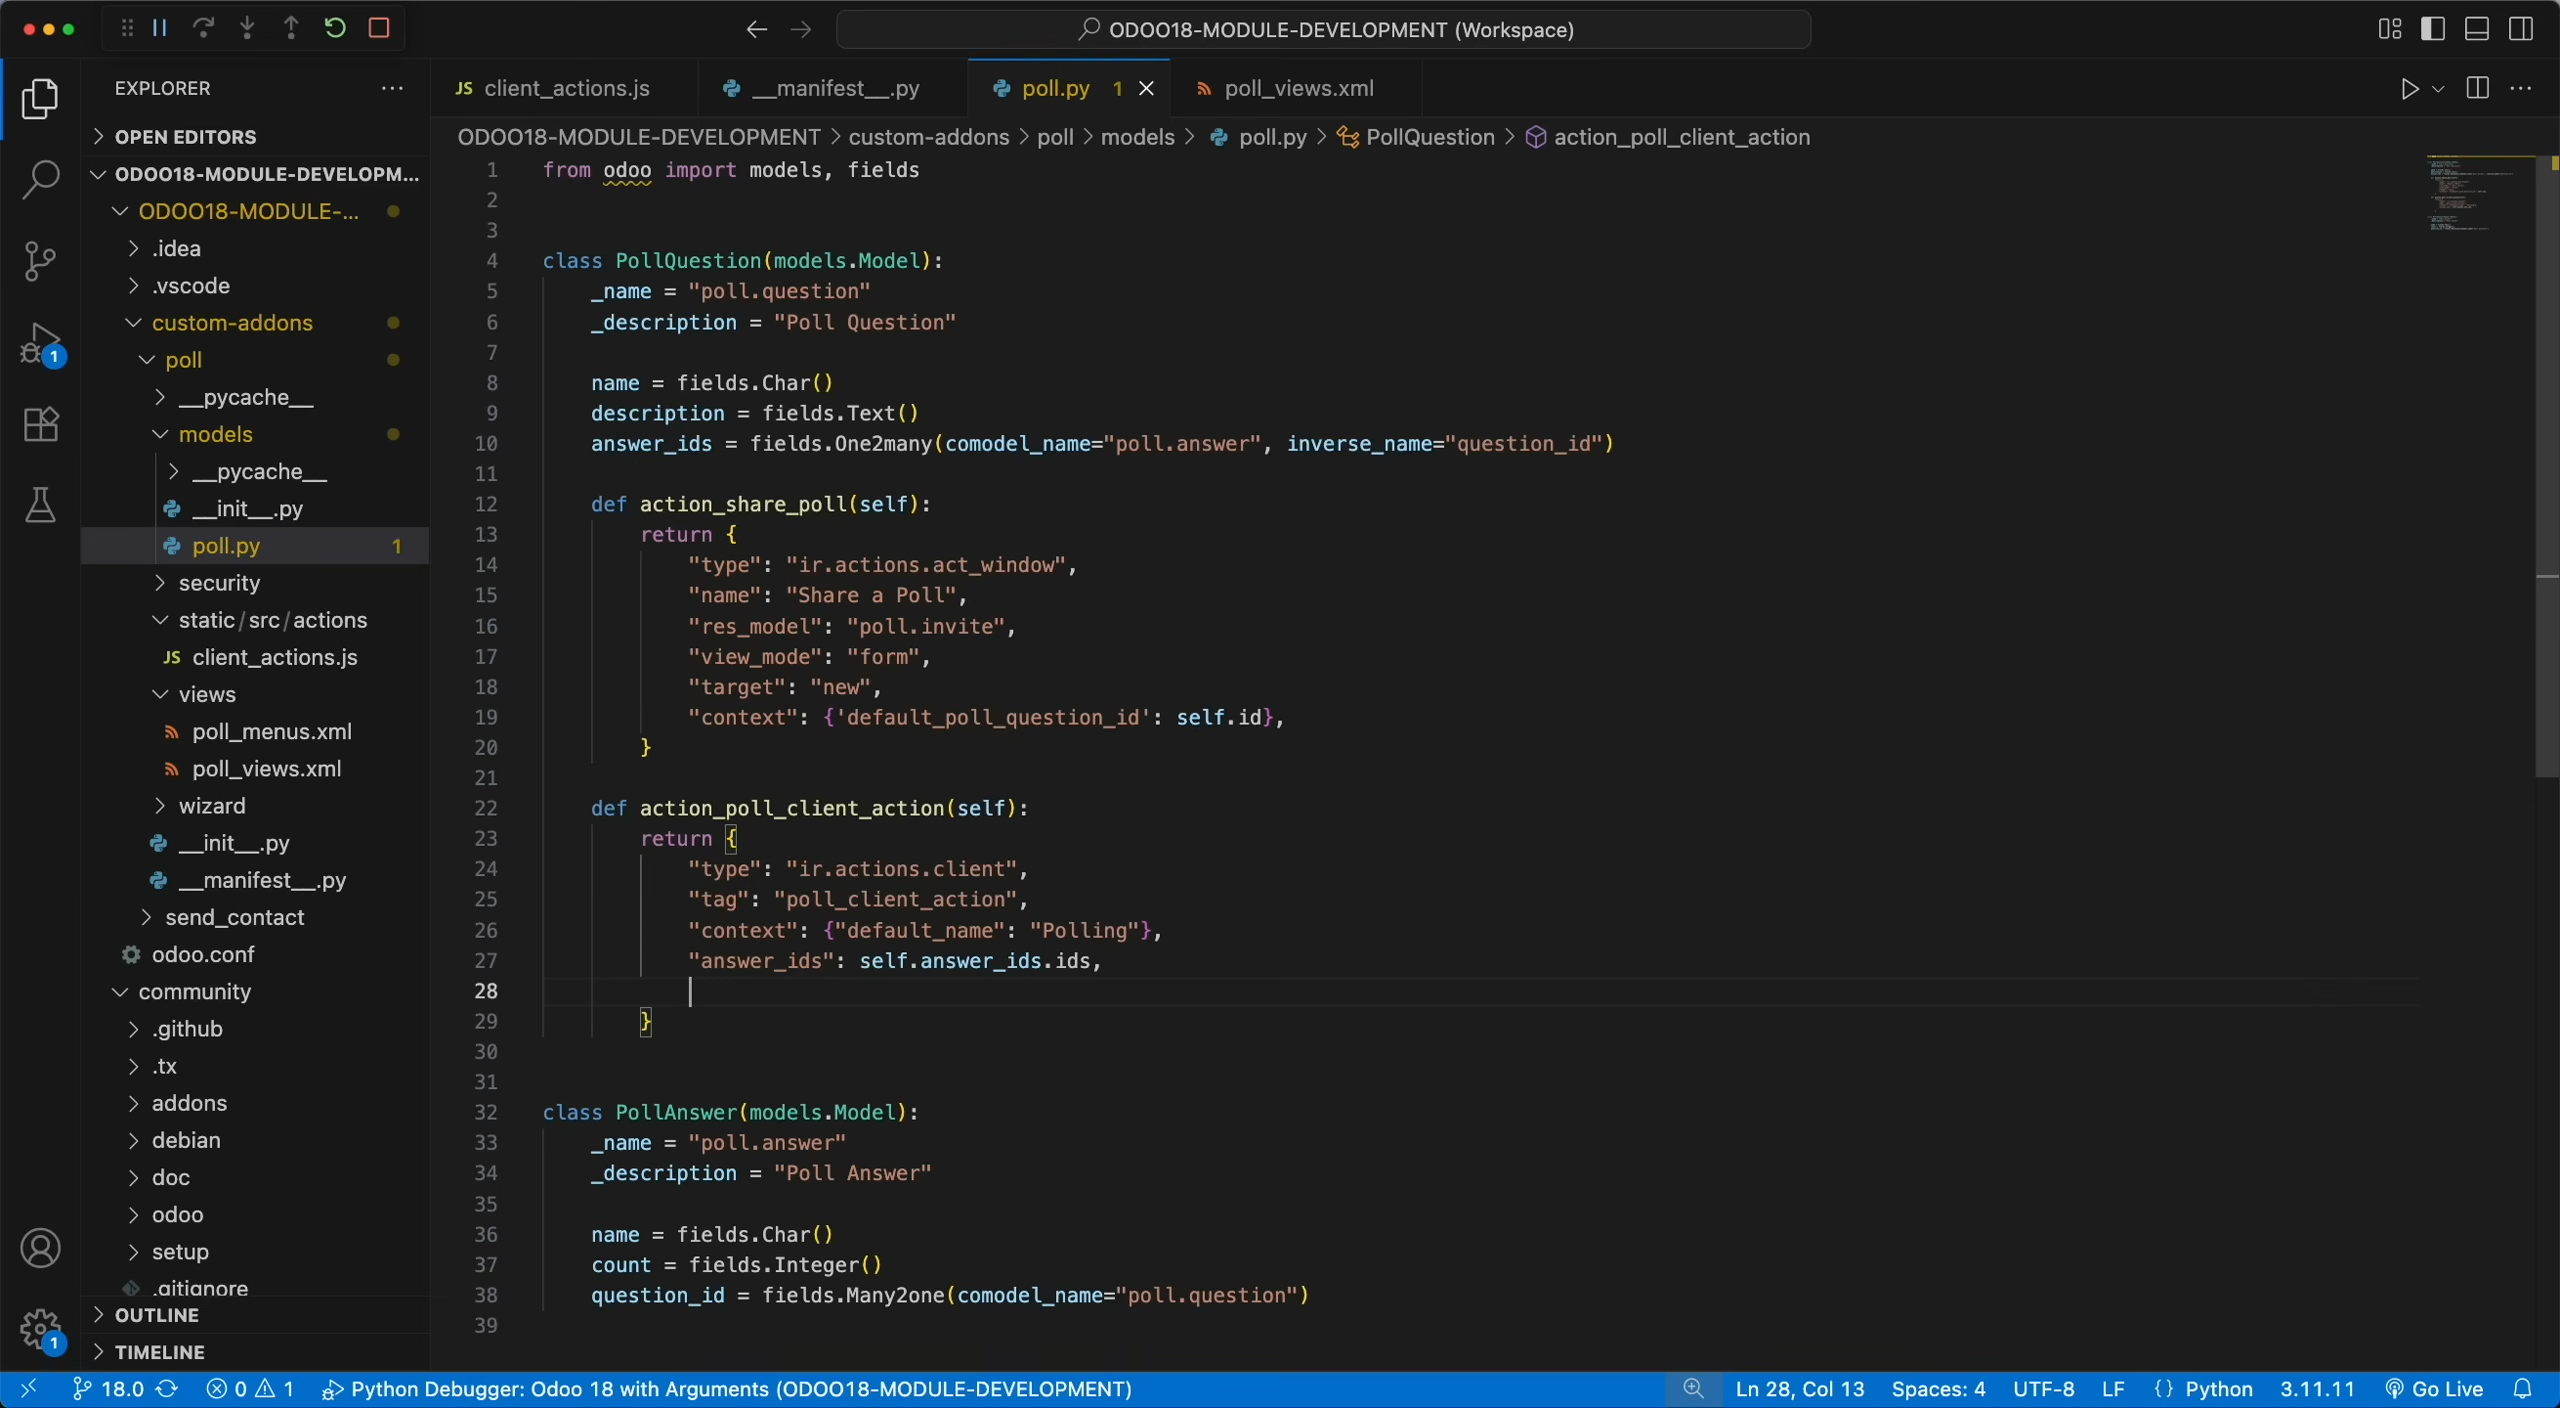 ODOO18-MODULE-DEVELOPMENT (Workspace)
EXPLORER
client_actions.js
__manifest__.py
poll.py 1
poll_views.xml
OPEN EDITORS
ODOO18-MODULE-DEVELOPMENT > custom-addons > poll > models > poll.py > PollQuestion > action_poll_client_action
ODOO18-MODULE-DEVELOPM...
ODOO18-MODULE-...
.idea
.vscode
custom-addons
poll
__pycache__
models
__pycache__
__init__.py
poll.py 1
security
static/src/actions
JS client_actions.js
views
poll_menus.xml
poll_views.xml
wizard
__init__.py
__manifest__.py
send_contact
odoo.conf
community
.github
.tx
addons
debian
doc
odoo
setup
.gitignore
OUTLINE
TIMELINE
1 from odoo import models, fields
2
3
4 class PollQuestion(models.Model):
5 _name = "poll.question"
6 _description = "Poll Question"
7
8 name = fields.Char()
9 description = fields.Text()
10 answer_ids = fields.One2many(comodel_name="poll.answer", inverse_name="question_id")
11
12 def action_share_poll(self):
13 return {
14 "type": "ir.actions.act_window",
15 "name": "Share a Poll",
16 "res_model": "poll.invite",
17 "view_mode": "form",
18 "target": "new",
19 "context": {'default_poll_question_id': self.id},
20 }
21
22 def action_poll_client_action(self):
23 return {
24 "type": "ir.actions.client",
25 "tag": "poll_client_action",
26 "context": {"default_name": "Polling"},
27 "answer_ids": self.answer_ids.ids,
28
29 }
30
31
32 class PollAnswer(models.Model):
33 _name = "poll.answer"
34 _description = "Poll Answer"
35
36 name = fields.Char()
37 count = fields.Integer()
38 question_id = fields.Many2one(comodel_name="poll.question")
39
1
1
18.0 0 1 Python Debugger: Odoo 18 with Arguments (ODOO18-MODULE-DEVELOPMENT) Ln 28, Col 13 Spaces: 4 UTF-8 LF {} Python 3.11.11 Go Live